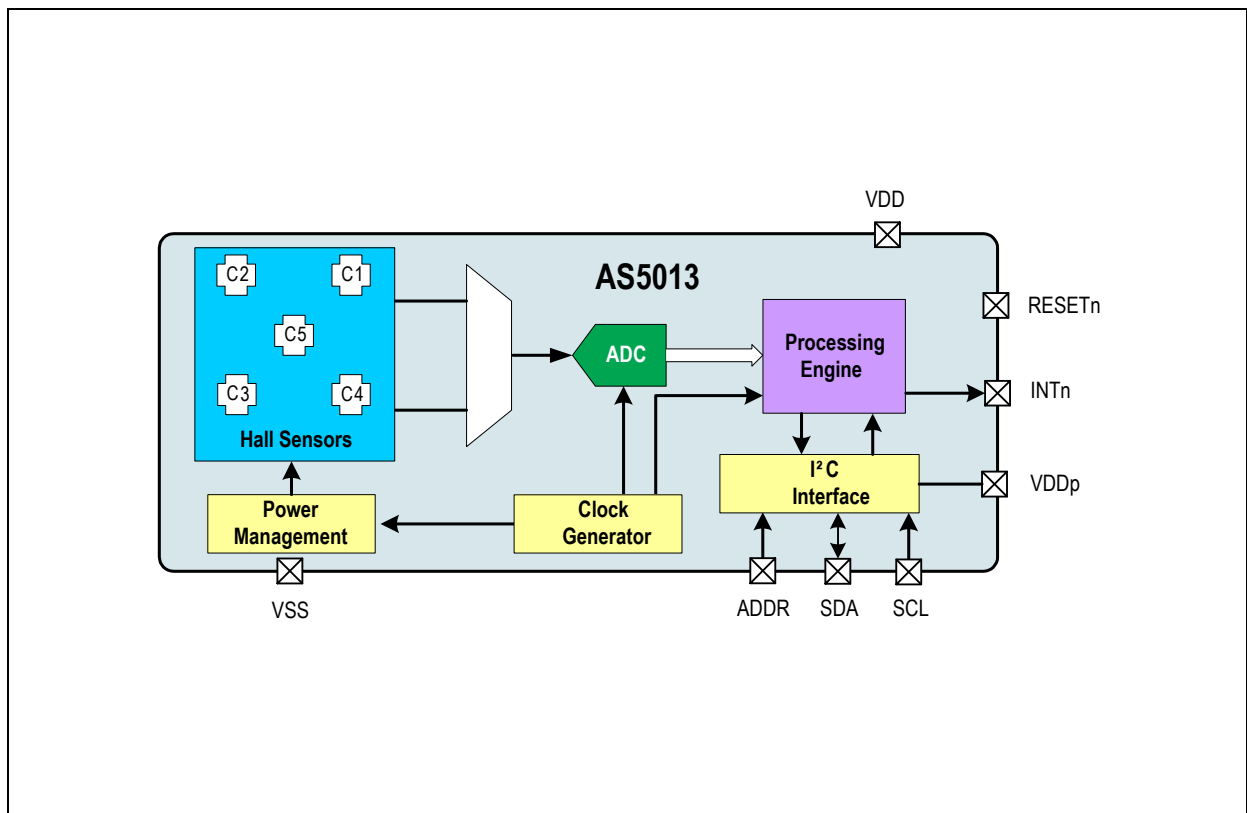 VDD
AS5013
C2
C1
C5
C3
C4
Hall Sensors
ADC
Processing
Engine
RESETn
INTn
I²C
Interface
VDDp
Power
Management
Clock
Generator
VSS
ADDR
SDA
SCL